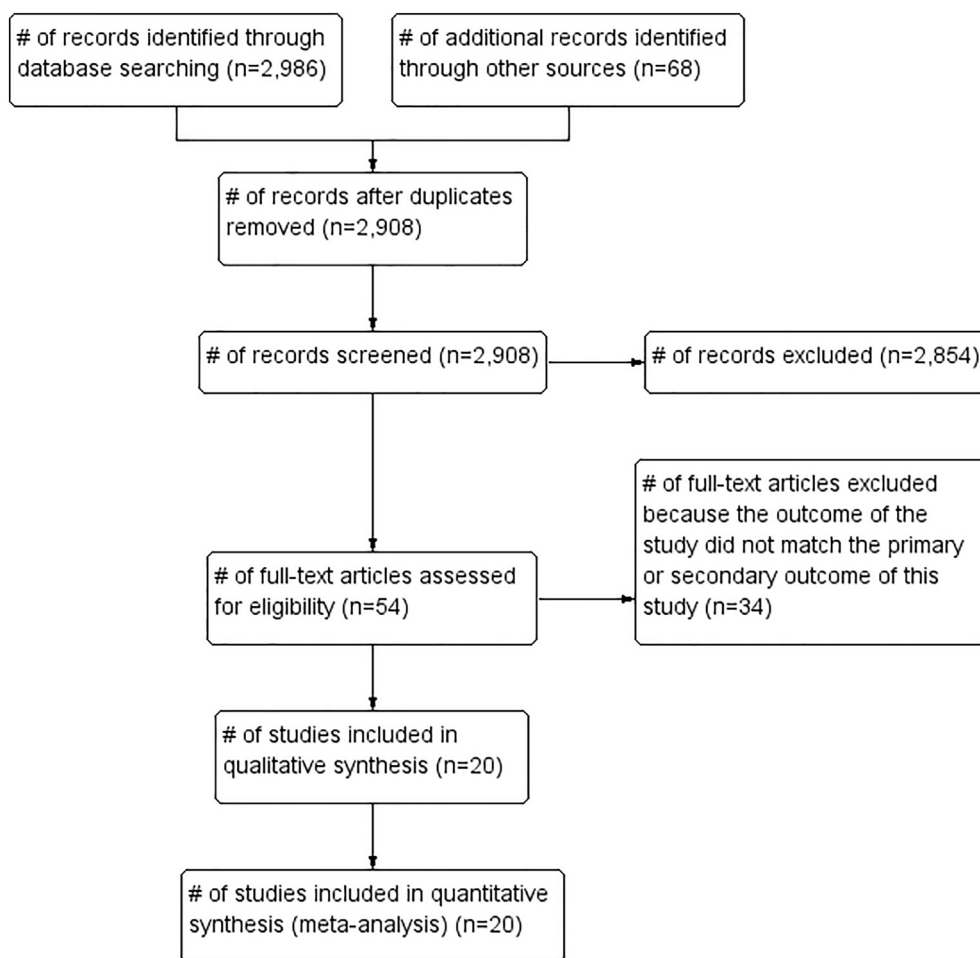 # of records identified through
database searching (n=2,986)
# of additional records identified
through other sources (n=68)
# of records after duplicates
removed (n=2,908)
# of records screened (n=2,908)
# of records excluded (n=2,854)
# of full-text articles assessed
for eligibility (n=54)
# of full-text articles excluded
because the outcome of the
study did not match the primary
or secondary outcome of this
study (n=34)
# of studies included in
qualitative synthesis (n=20)
# of studies included in quantitative
synthesis (meta-analysis) (n=20)